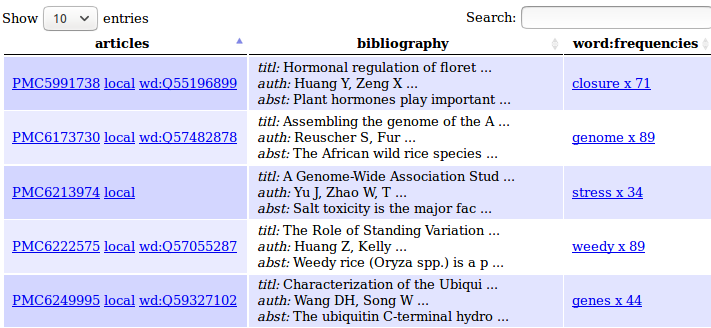 Show 10 entries Search:
articles bibliography word:frequencies
PMC5991738 local wd:Q55196899 titl: Hormonal regulation of floret ... closure x 71
auth: Huang Y, Zeng X ...
abst: Plant hormones play important ...
PMC6173730 local wd:Q57482878 titl: Assembling the genome of the A ... genome x 89
auth: Reuscher S, Fur ...
abst: The African wild rice species ...
PMC6213974 local titl: A Genome-Wide Association Stud ... stress x 34
auth: Yu J, Zhao W, T ...
abst: Salt toxicity is the major fac ...
PMC6222575 local wd:Q57055287 titl: The Role of Standing Variation ... weedy x 89
auth: Huang Z, Kelly ...
abst: Weedy rice (Oryza spp.) is a p ...
PMC6249995 local wd:Q59327102 titl: Characterization of the Ubiqui ... genes x 44
auth: Wang DH, Song W ...
abst: The ubiquitin C-terminal hydro ...